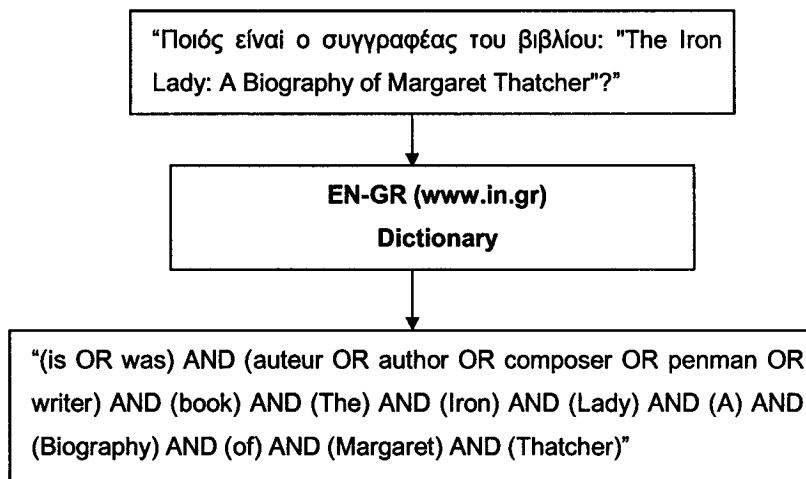 “Ποιός είναί ο συγγραφέας του βιβλίου: "The Iron
Lady: A Biography of Margaret Thatcher"?”
EN-GR (www.in.gr)
Dictionary
“(is OR was) AND (auteur OR author OR composer OR penman OR
writer) AND (book) AND (The) AND (Iron) AND (Lady) AND (A) AND
(Biography) AND (of) AND (Margaret) AND (Thatcher)”